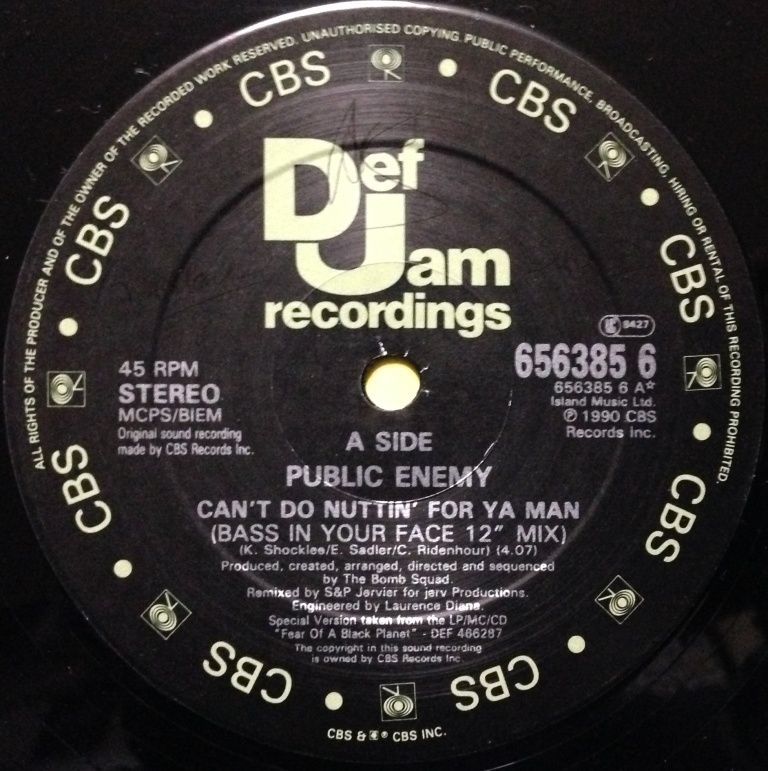 ALL RIGHTS OF THE PRODUCER AND OF THE OWNER OF THE RECORDED WORK RESERVED. UNAUTHORISED COPYING, PUBLIC PERFORMANCE, BROADCASTING, HIRING OR RENTAL OF THIS RECORDING PROHIBITED.
CBS
CBS
CBS
CBS
CBS
CBS
CBS
CBS
Def
Jam
recordings
45 RPM
STEREO
MCPS/BIEM
Original sound recording
made by CBS Records Inc.
8427
656385 6
656385 6 A☆
Island Music Ltd.
℗ 1990 CBS
Records Inc.
A SIDE
PUBLIC ENEMY
CAN'T DO NUTTIN' FOR YA MAN
(BASS IN YOUR FACE 12" MIX)
(K. Shocklee/E. Sadler/C. Ridenhour) (4.07)
Produced, created, arranged, directed and sequenced
by The Bomb Squad.
Remixed by S&P Jervier for jerv Productions.
Engineered by Laurence Diana.
Special Version taken from the LP/MC/CD
"Fear Of A Black Planet" - DEF 466287
The copyright in this sound recording
is owned by CBS Records Inc.
CBS & ® CBS INC.